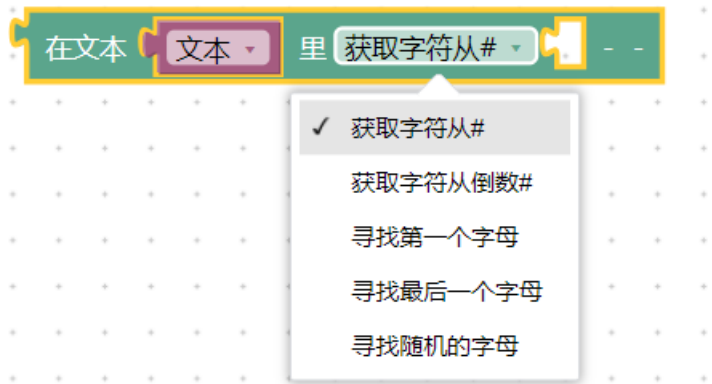 在文本 文本 里 获取字符从# - -
✓ 获取字符从#
获取字符从倒数#
寻找第一个字母
寻找最后一个字母
寻找随机的字母